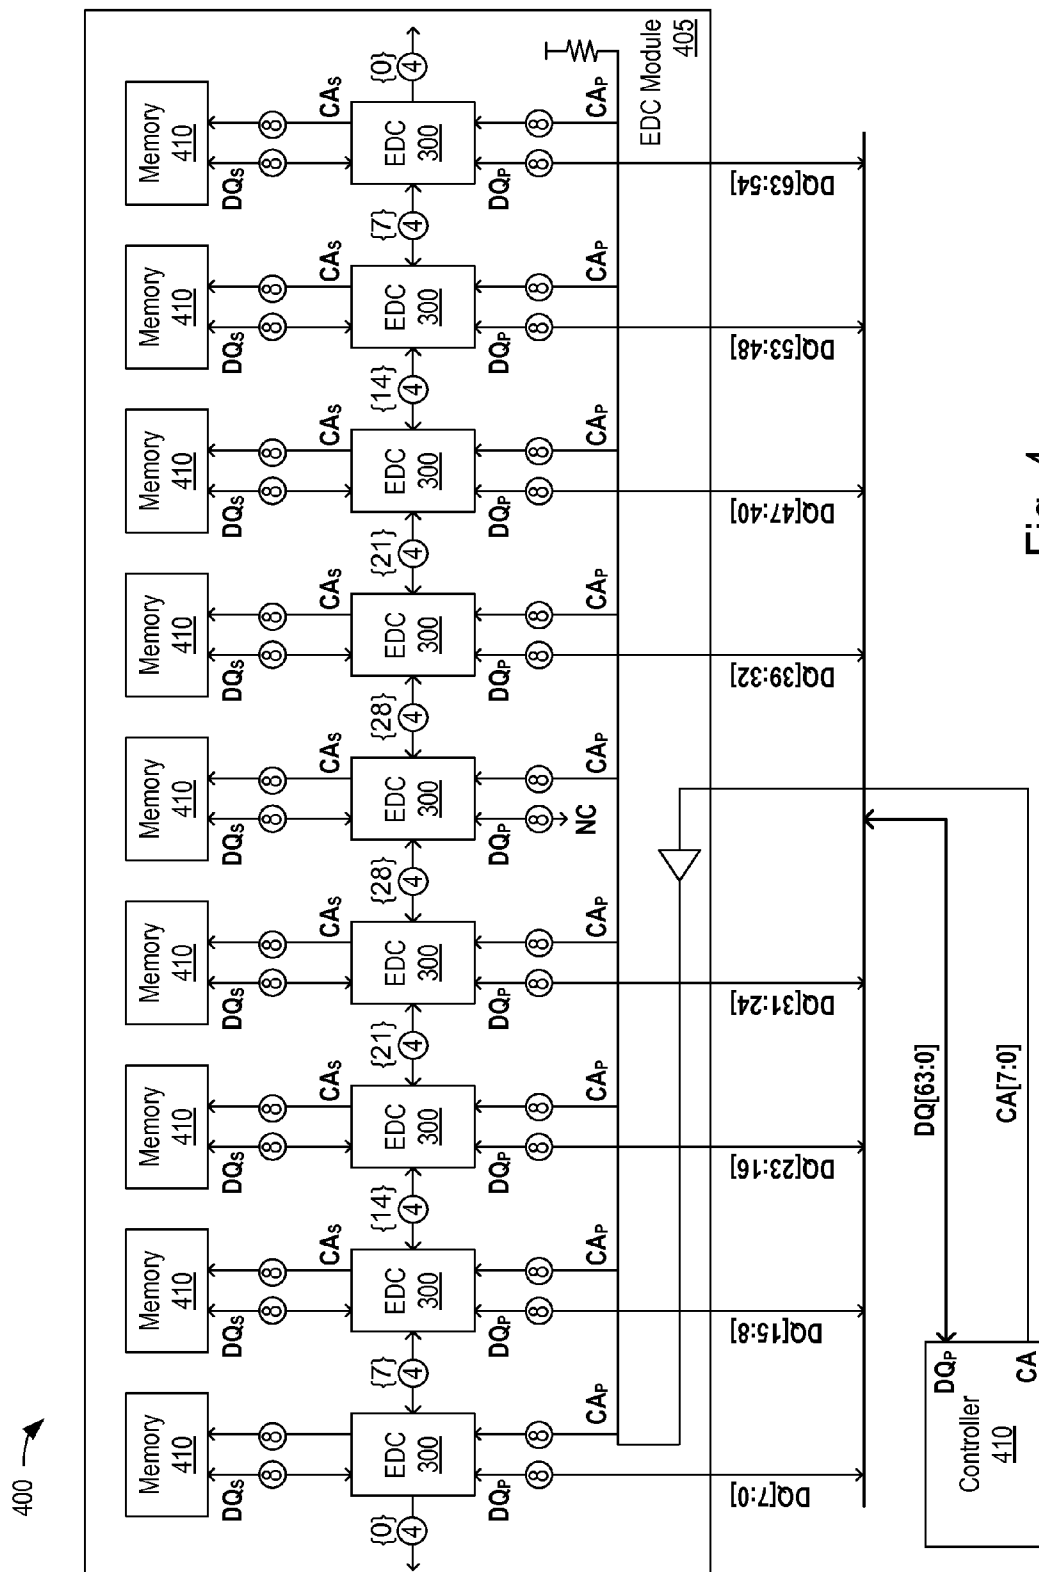 400
Memory
410
Memory
410
Memory
410
Memory
410
Memory
410
Memory
410
Memory
410
Memory
410
Memory
410
DQS
8
8
DQS
8
8
CAS
DQS
8
8
CAS
DQS
8
8
CAS
DQS
8
8
CAS
DQS
8
8
CAS
DQS
8
8
CAS
DQS
8
8
CAS
DQS
8
8
CAS
{0}
4
EDC
300
{7}
4
EDC
300
{14}
4
EDC
300
{21}
4
EDC
300
{28}
4
EDC
300
{28}
4
EDC
300
{21}
4
EDC
300
{14}
4
EDC
300
{7}
4
EDC
300
{0}
4
DQP
8
8
CAP
DQP
8
8
CAP
DQP
8
8
CAP
DQP
8
8
CAP
DQP
8
8
CAP
NC
DQP
8
8
CAP
DQP
8
8
CAP
DQP
8
8
CAP
DQP
8
8
CAP
EDC Module
405
DQ[7:0]
DQ[15:8]
DQ[23:16]
DQ[31:24]
DQ[39:32]
DQ[47:40]
DQ[53:48]
DQ[63:54]
Controller
410
DQP
CA
DQ[63:0]
CA[7:0]
Fig. 4